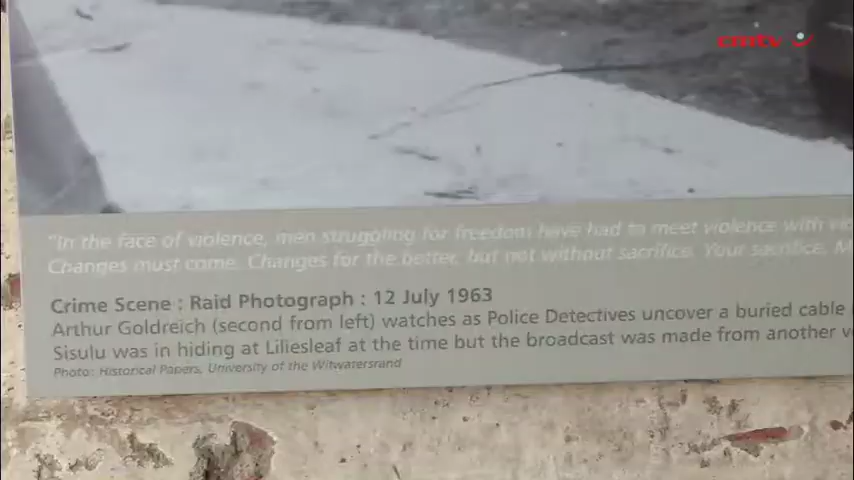 cmtv
"In the face of violence, men struggling for freedom have had to meet violence with
Changes must come. Changes for the better, but not without sacrifice. Your sacrifice.
Crime Scene : Raid Photograph : 12 July 1963
Arthur Goldreich (second from left) watches as Police Detectives uncover a buried cable
Sisulu was in hiding at Liliesleaf at the time but the broadcast was made from another
Photo: Historical Papers, University of the Witwatersrand